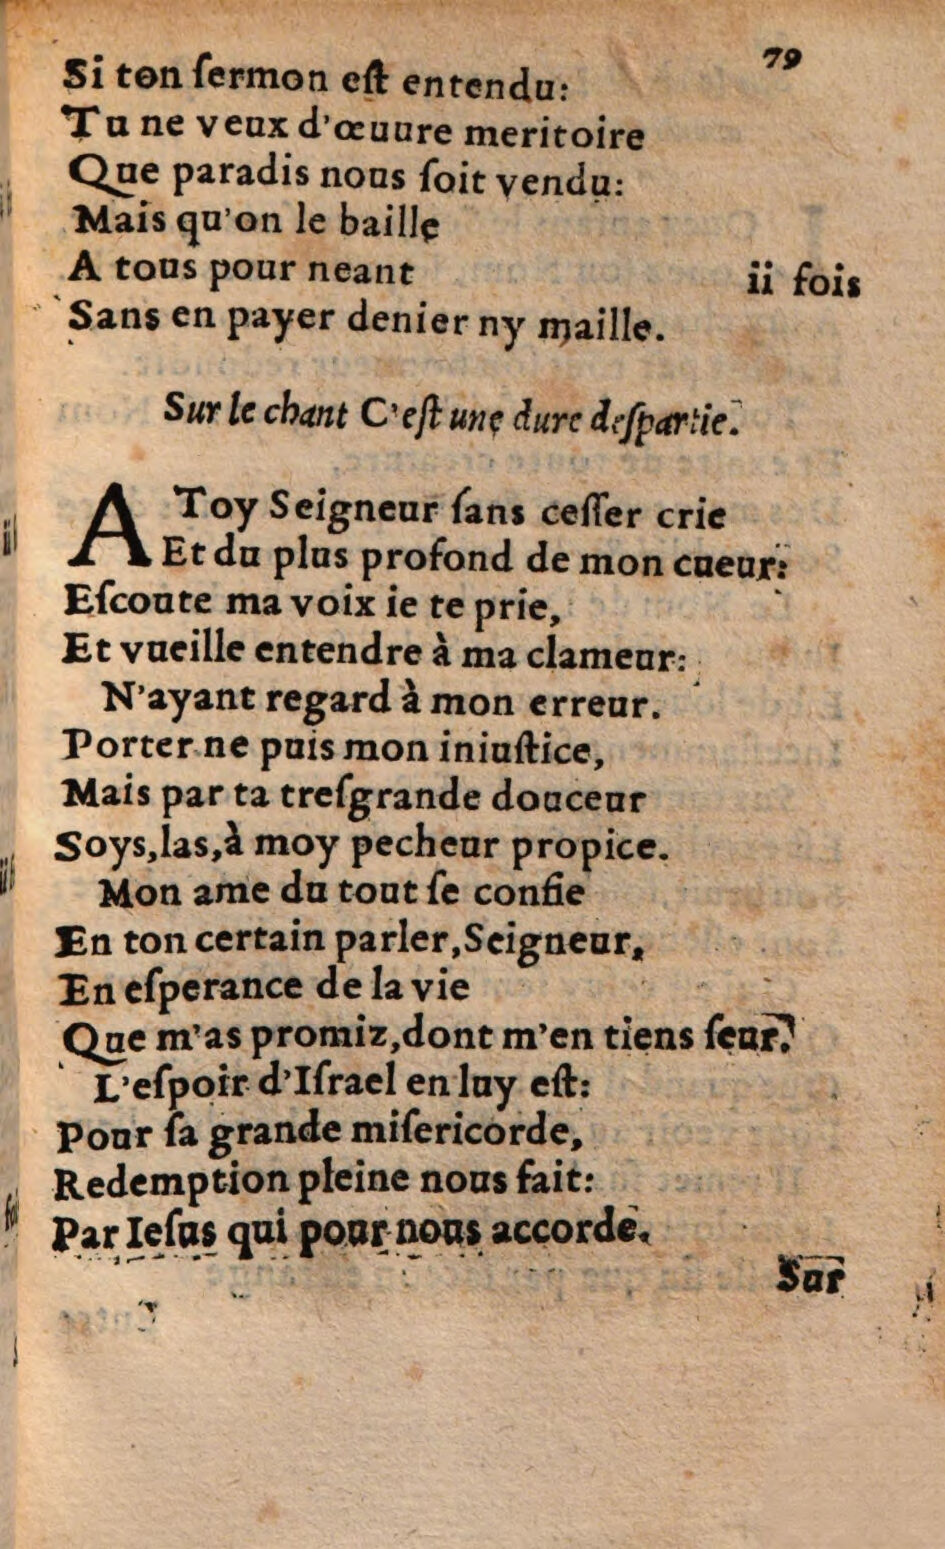 79
Si ton ſermon eſt entendu:
Tu ne veux d'œuure meritoire
Que paradis nous ſoit vendu:
Mais qu'on le baille
A tous pour neant ii fois
Sans en payer denier ny maille.
Sur le chant C'eſt une dure deſpartie.
A Toy Seigneur ſans ceſſer crie
Et du plus profond de mon cueur:
Eſcoute ma voix ie te prie,
Et vueille entendre à ma clameur:
N'ayant regard à mon erreur.
Porter ne puis mon iniuſtice,
Mais par ta treſgrande douceur
Soys, las, à moy pecheur propice.
Mon ame du tout ſe confie
En ton certain parler, Seigneur,
En eſperance de la vie
Que m'as promiz, dont m'en tiens ſeur.
L'eſpoir d'Iſrael en luy eſt:
Pour ſa grande miſericorde,
Redemption pleine nous fait:
Par Ieſus qui pour nous accorde.
Sur